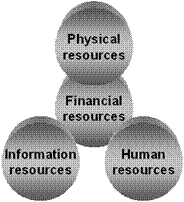 Physical
resources
Financial
resources
Information
resources
Human
resources